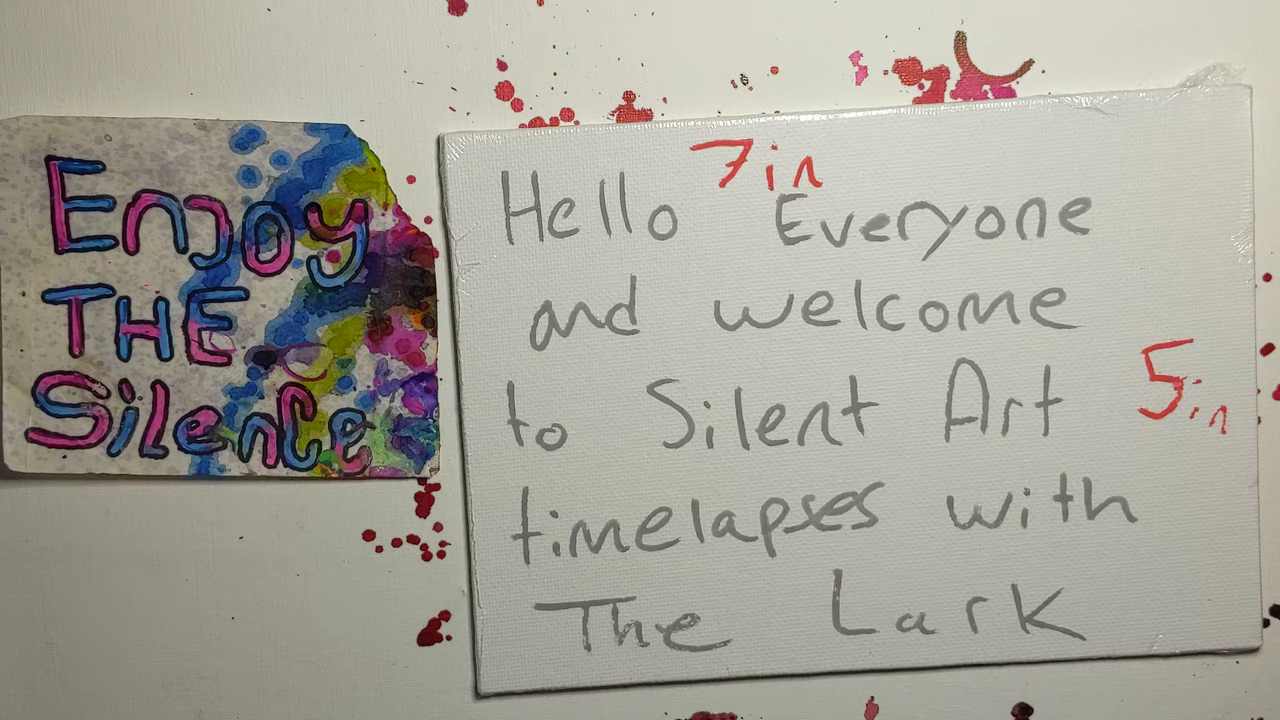 Enjoy
THE
Silence
7in
Hello Everyone
and welcome
to Silent Art
5in
timelapses with
The Lark